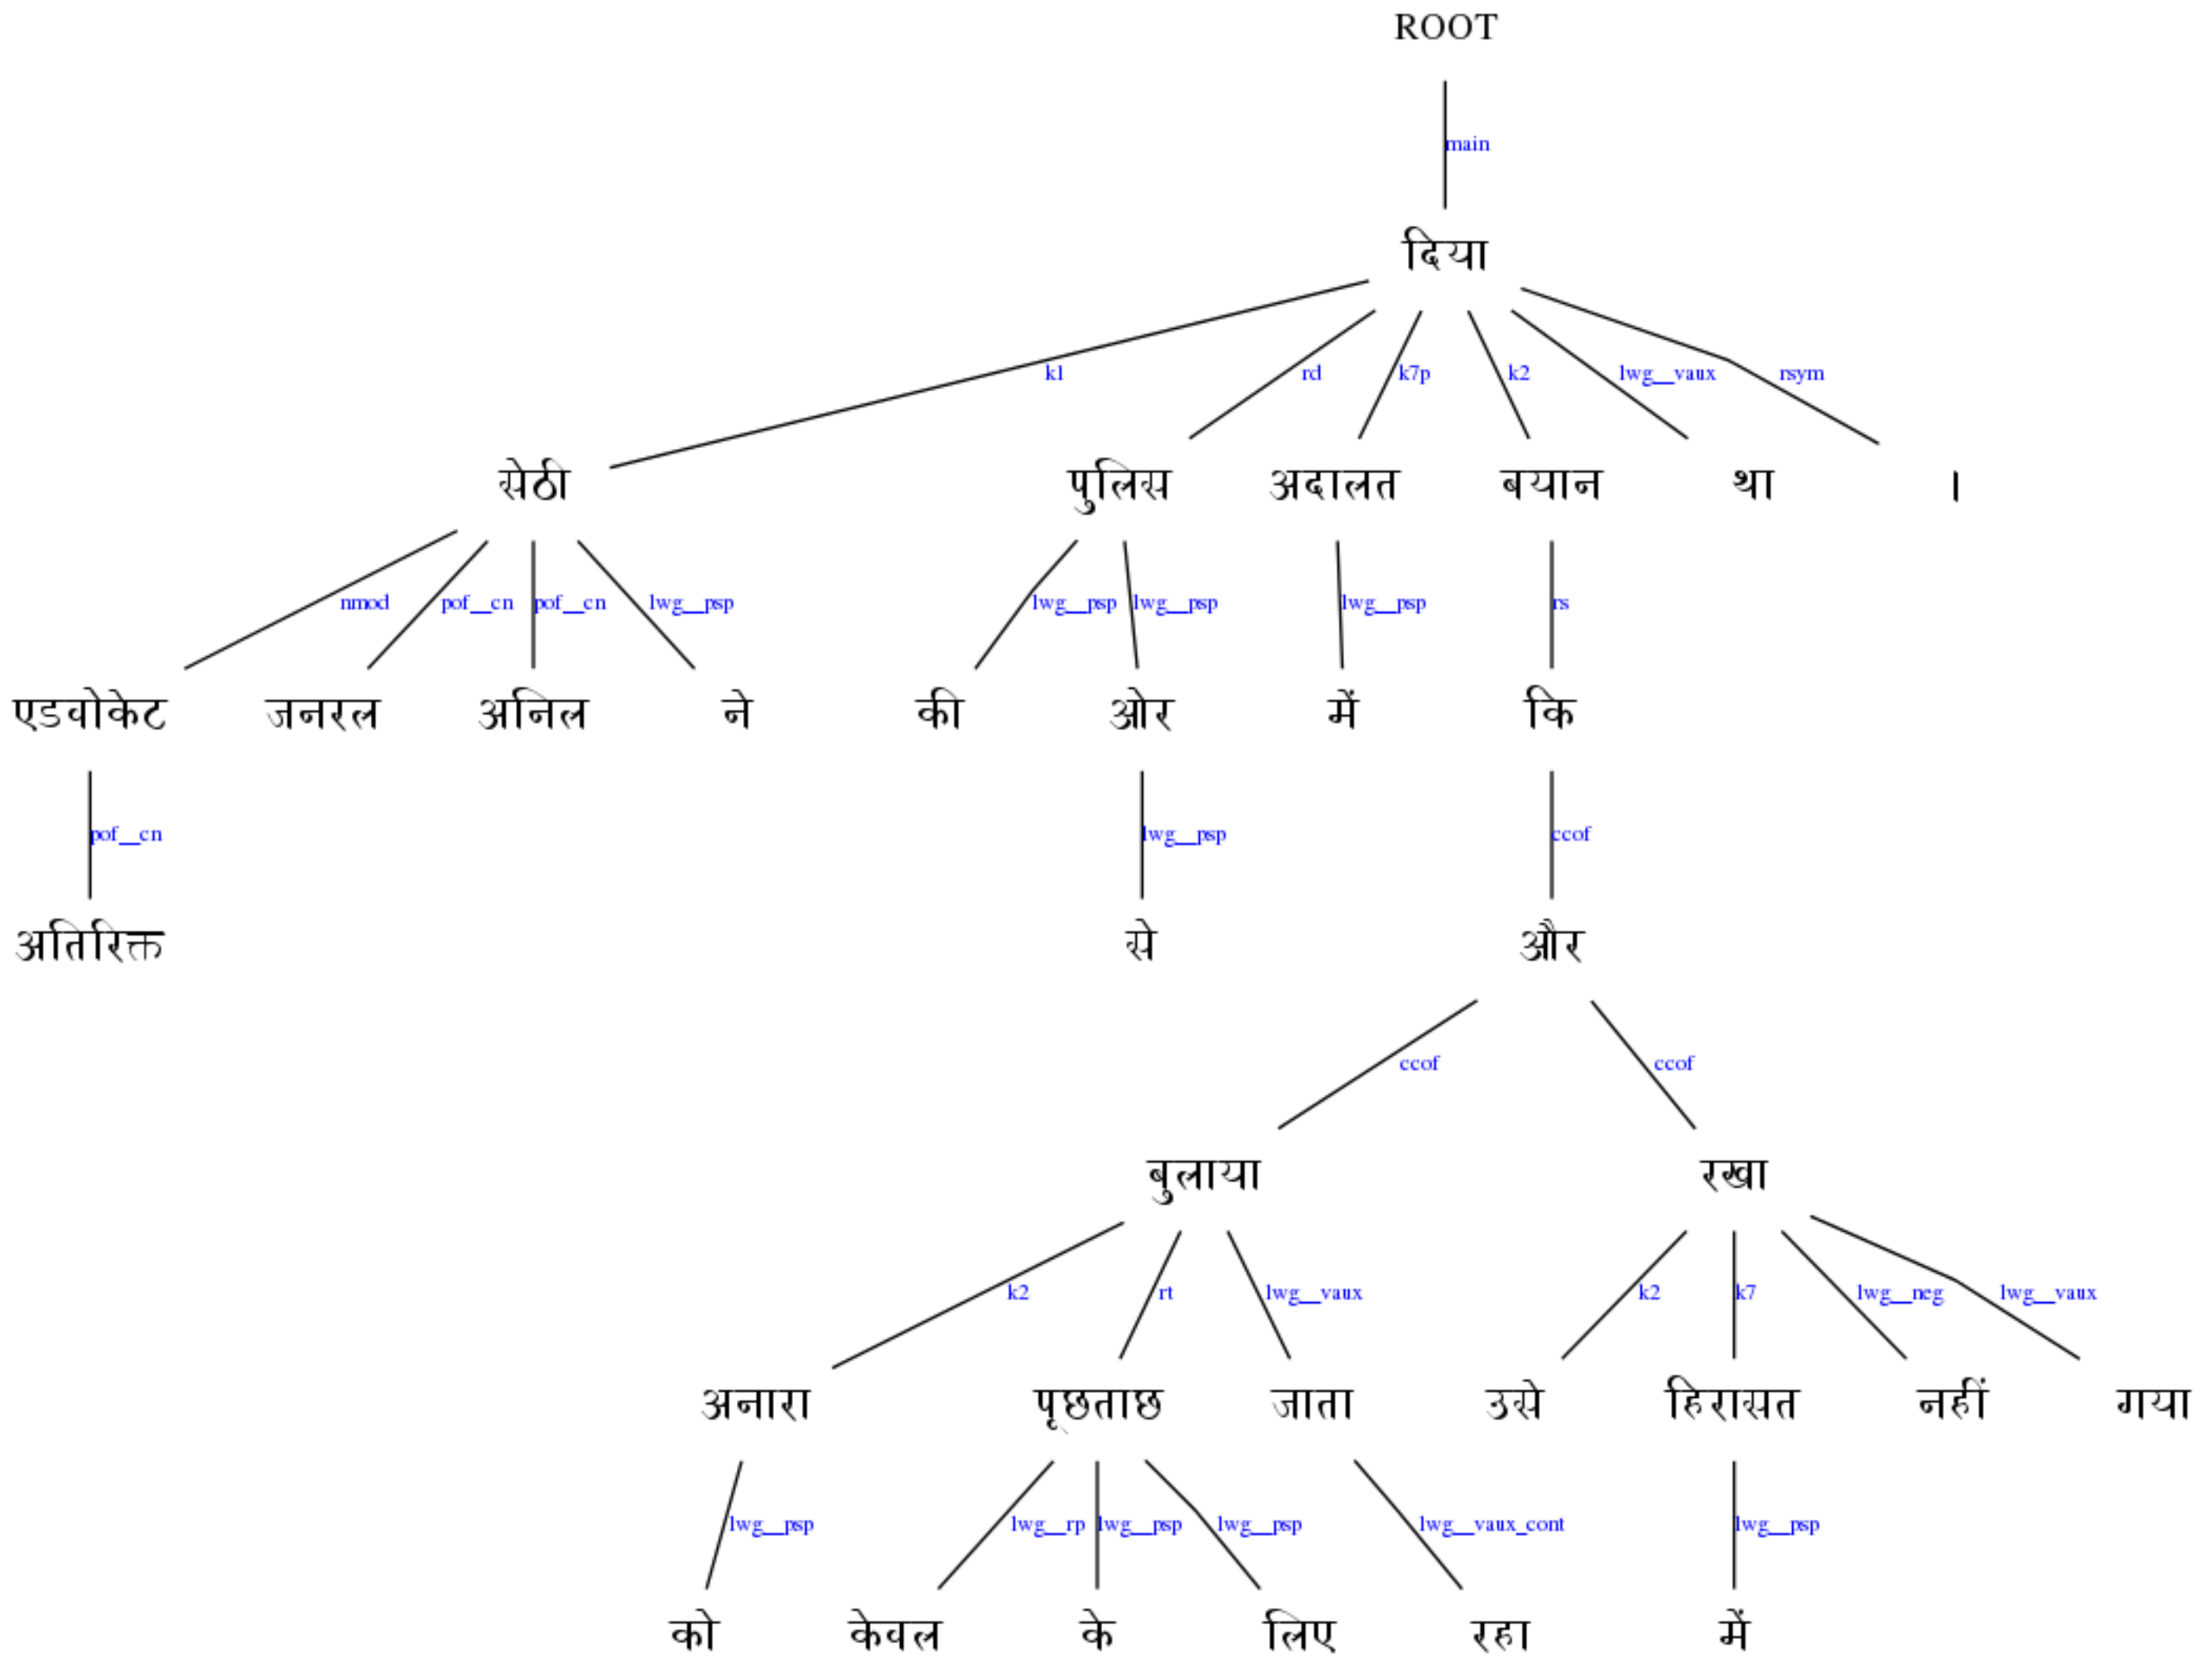 ROOT
main
दिया
k1 rd k7p k2 lwg__vaux rsym
सेठी पुलिस अदालत बयान था ।
nmod pof__cn pof__cn lwg__psp lwg__psp lwg__psp lwg__psp rs
एडवोकेट जनरल अनिल ने की ओर में कि
pof__cn lwg__psp ccof
अतिरिक्त से और
ccof ccof
बुलाया रखा
k2 rt lwg__vaux k2 k7 lwg__neg lwg__vaux
अनारा पूछताछ जाता उसे हिरासत नहीं गया
lwg__psp lwg__rp lwg__psp lwg__psp lwg__vaux_cont lwg__psp
को केवल के लिए रहा में